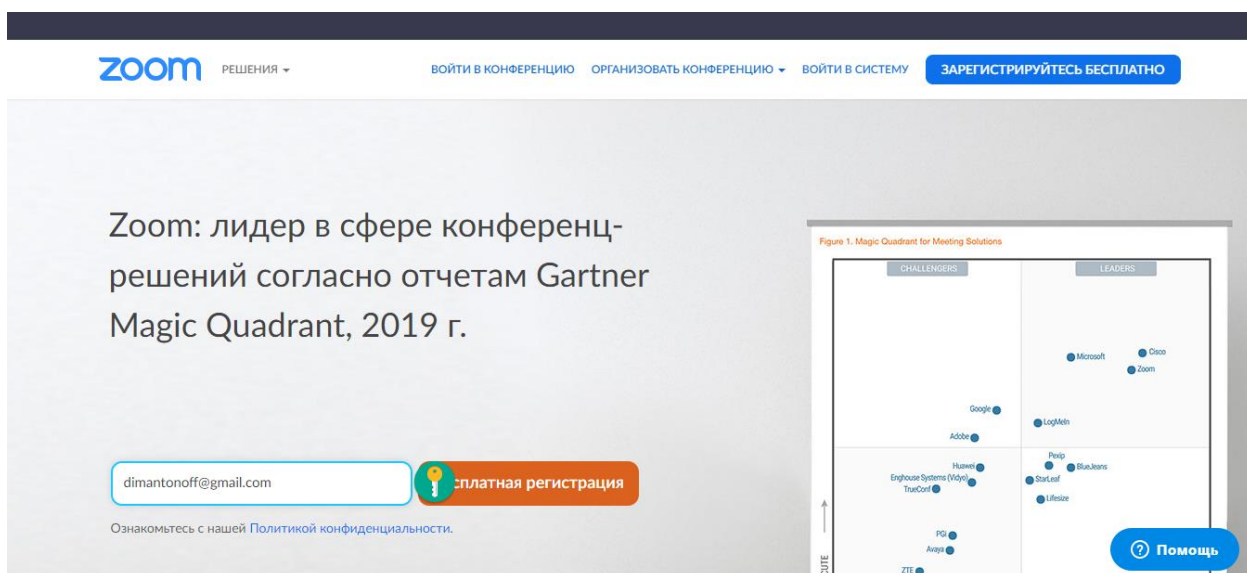 zoom
РЕШЕНИЯ
ВОЙТИ В КОНФЕРЕНЦИЮ
ОРГАНИЗОВАТЬ КОНФЕРЕНЦИЮ
ВОЙТИ В СИСТЕМУ
ЗАРЕГИСТРИРУЙТЕСЬ БЕСПЛАТНО
Zoom: лидер в сфере конференц-
решений согласно отчетам Gartner
Magic Quadrant, 2019 г.
dimantonoff@gmail.com
сплатная регистрация
Ознакомьтесь с нашей Политикой конфиденциальности.
Figure 1. Magic Quadrant for Meeting Solutions
CHALLENGERS
LEADERS
Microsoft
Cisco
Zoom
Google
LogMeIn
Adobe
Pexip
Huawei
BlueJeans
Enghouse Systems (Vidyo)
StarLeaf
TrueConf
Lifesize
PGi
Avaya
ZTE
CUTE
Помощь